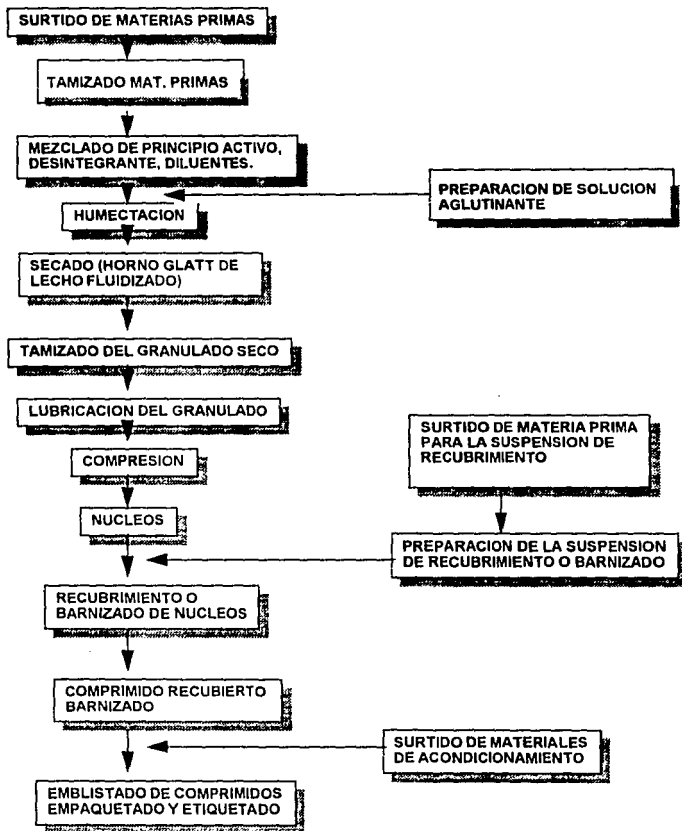 SURTIDO DE MATERIAS PRIMAS
TAMIZADO MAT. PRIMAS
MEZCLADO DE PRINCIPIO ACTIVO,
DESINTEGRANTE, DILUENTES.
PREPARACION DE SOLUCION
AGLUTINANTE
HUMECTACION
SECADO (HORNO GLATT DE
LECHO FLUIDIZADO)
TAMIZADO DEL GRANULADO SECO
LUBRICACION DEL GRANULADO
COMPRESION
NUCLEOS
SURTIDO DE MATERIA PRIMA
PARA LA SUSPENSION DE
RECUBRIMIENTO
PREPARACION DE LA SUSPENSION
DE RECUBRIMIENTO O BARNIZADO
RECUBRIMIENTO O
BARNIZADO DE NUCLEOS
COMPRIMIDO RECUBIERTO
BARNIZADO
SURTIDO DE MATERIALES
DE ACONDICIONAMIENTO
EMBLISTADO DE COMPRIMIDOS
EMPAQUETADO Y ETIQUETADO